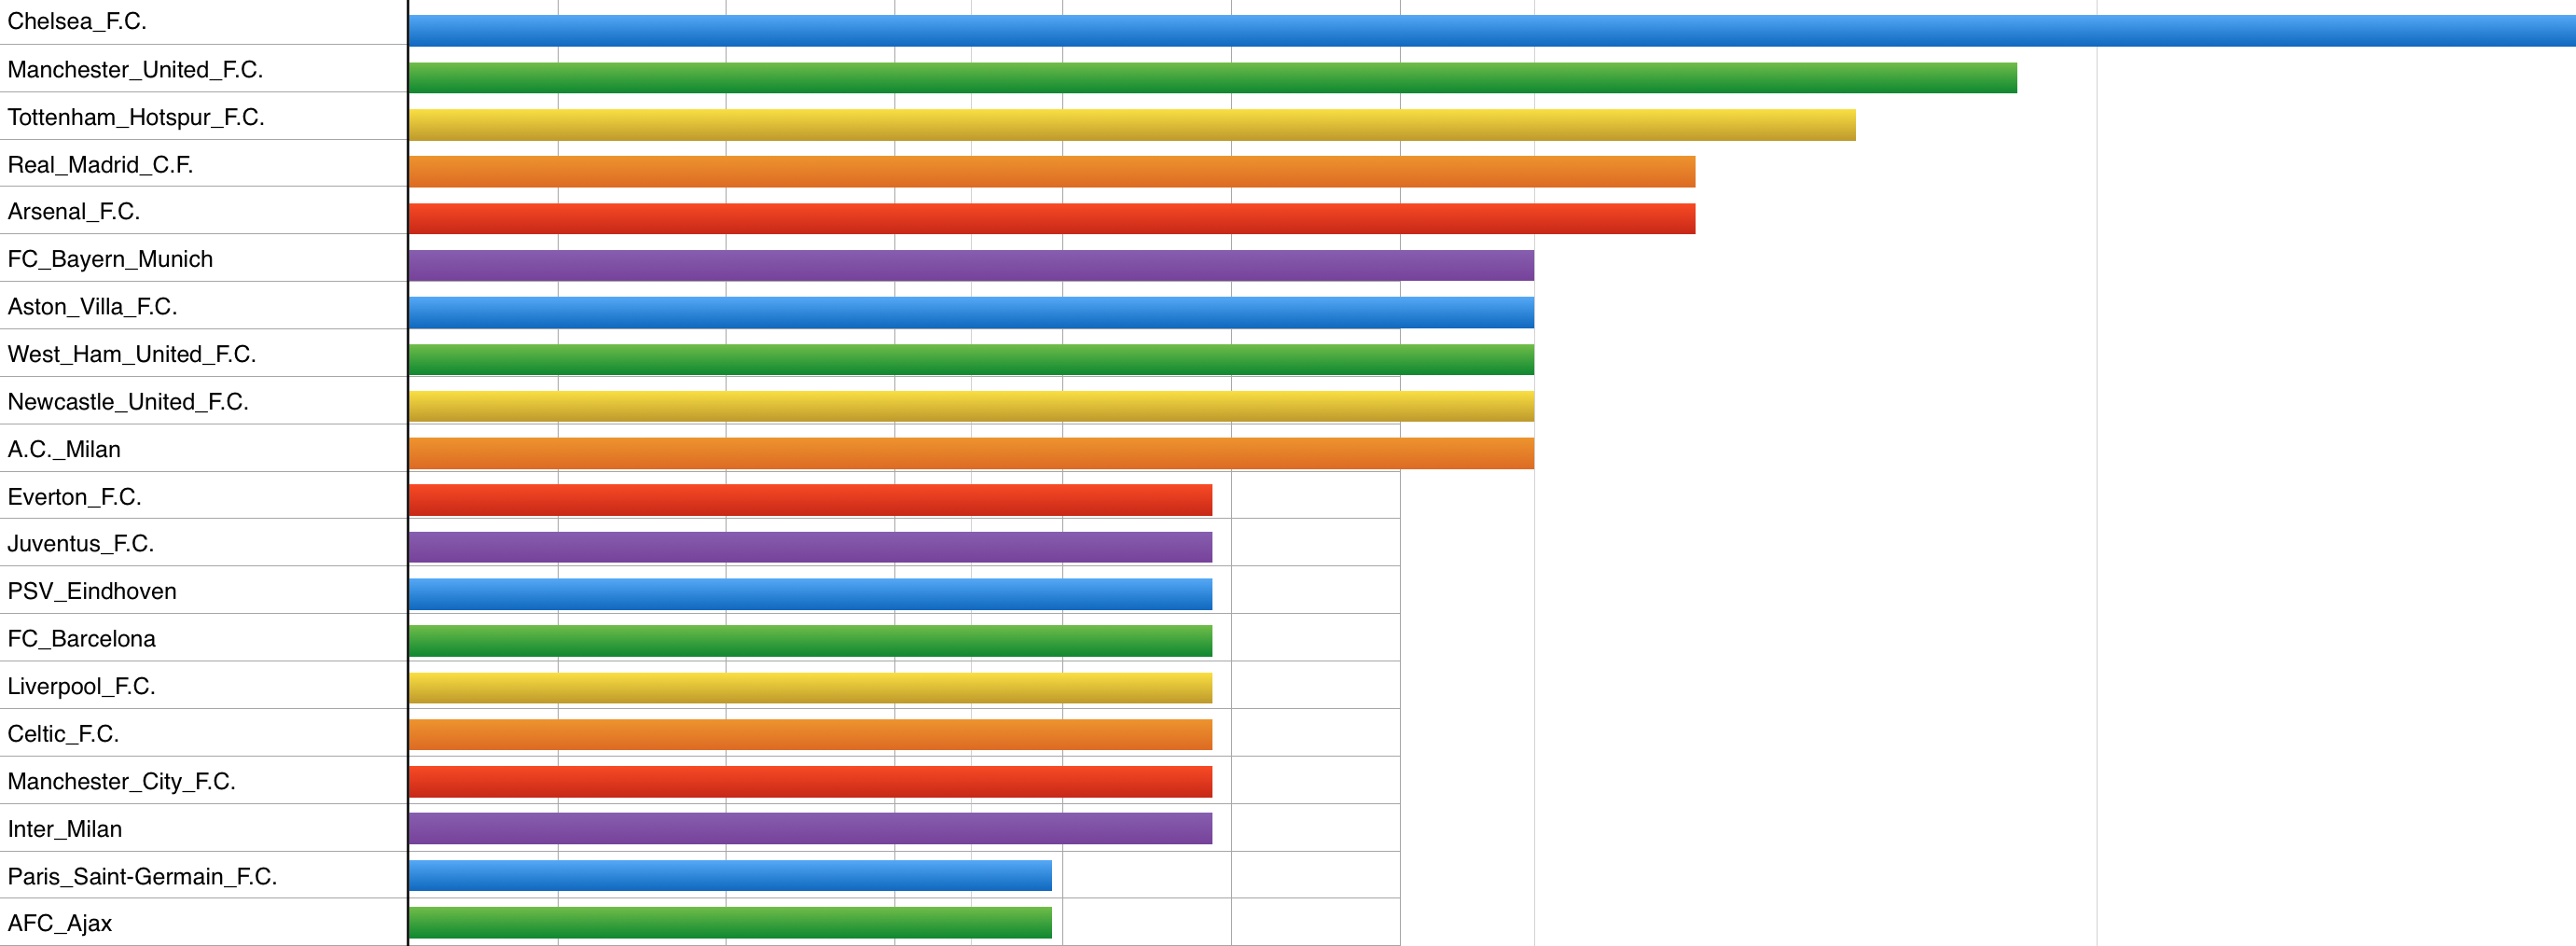 Chelsea_F.C.
Manchester_United_F.C.
Tottenham_Hotspur_F.C.
Real_Madrid_C.F.
Arsenal_F.C.
FC_Bayern_Munich
Aston_Villa_F.C.
West_Ham_United_F.C.
Newcastle_United_F.C.
A.C._Milan
Everton_F.C.
Juventus_F.C.
PSV_Eindhoven
FC_Barcelona
Liverpool_F.C.
Celtic_F.C.
Manchester_City_F.C.
Inter_Milan
Paris_Saint-Germain_F.C.
AFC_Ajax